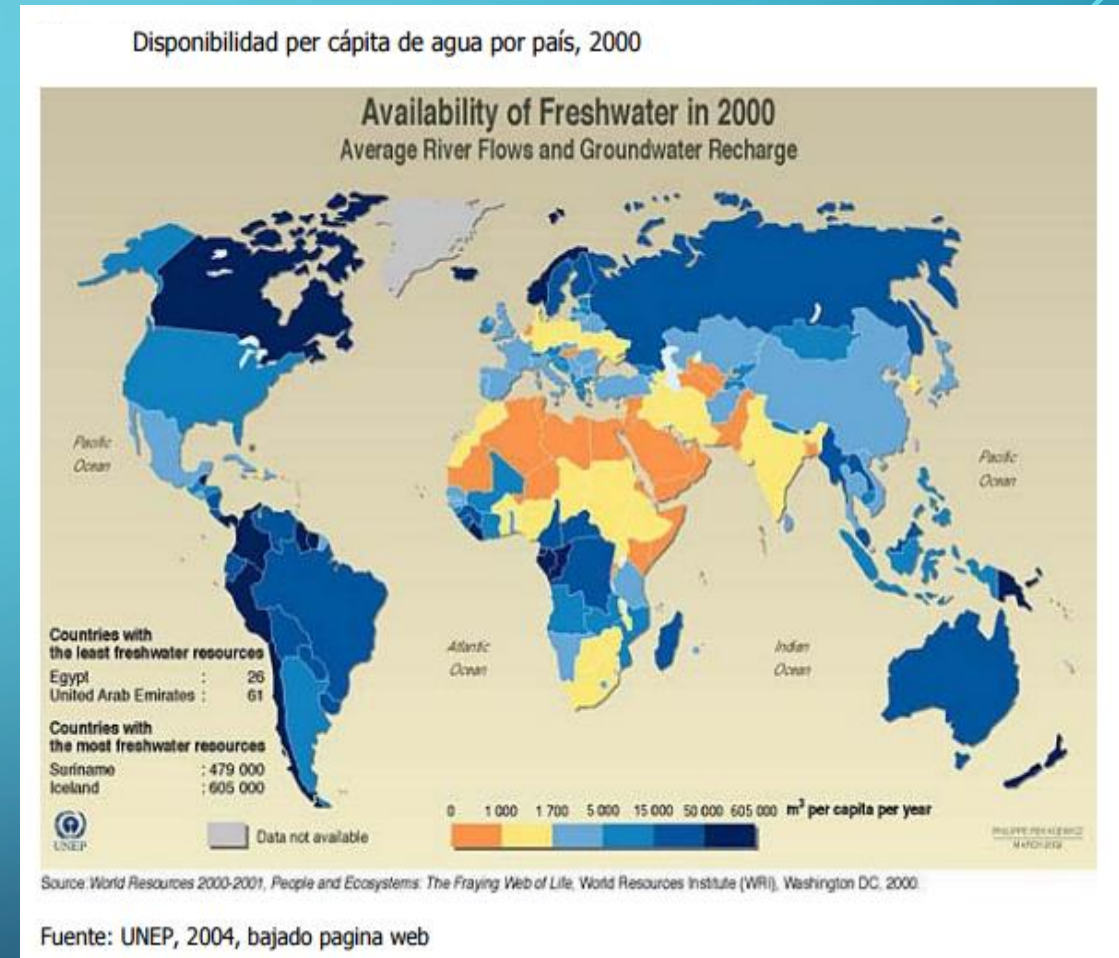 Disponibilidad per cápita de agua por país, 2000
Availability of Freshwater in 2000
Average River Flows and Groundwater Recharge
Pacific
Ocean
Pacific
Ocean
Atlantic
Ocean
Indian
Ocean
Countries with
the least freshwater resources
Egypt : 26
United Arab Emirates : 61
Countries with
the most freshwater resources
Suriname : 479 000
Iceland : 605 000
UNEP
Data not available
0 1 000 1 700 5 000 15 000 50 000 605 000 m³ per capita per year
PHILIPPE REKACEWICZ
MARCH 2002
Source: World Resources 2000-2001, People and Ecosystems: The Fraying Web of Life, World Resources Institute (WRI), Washington DC, 2000.
Fuente: UNEP, 2004, bajado pagina web